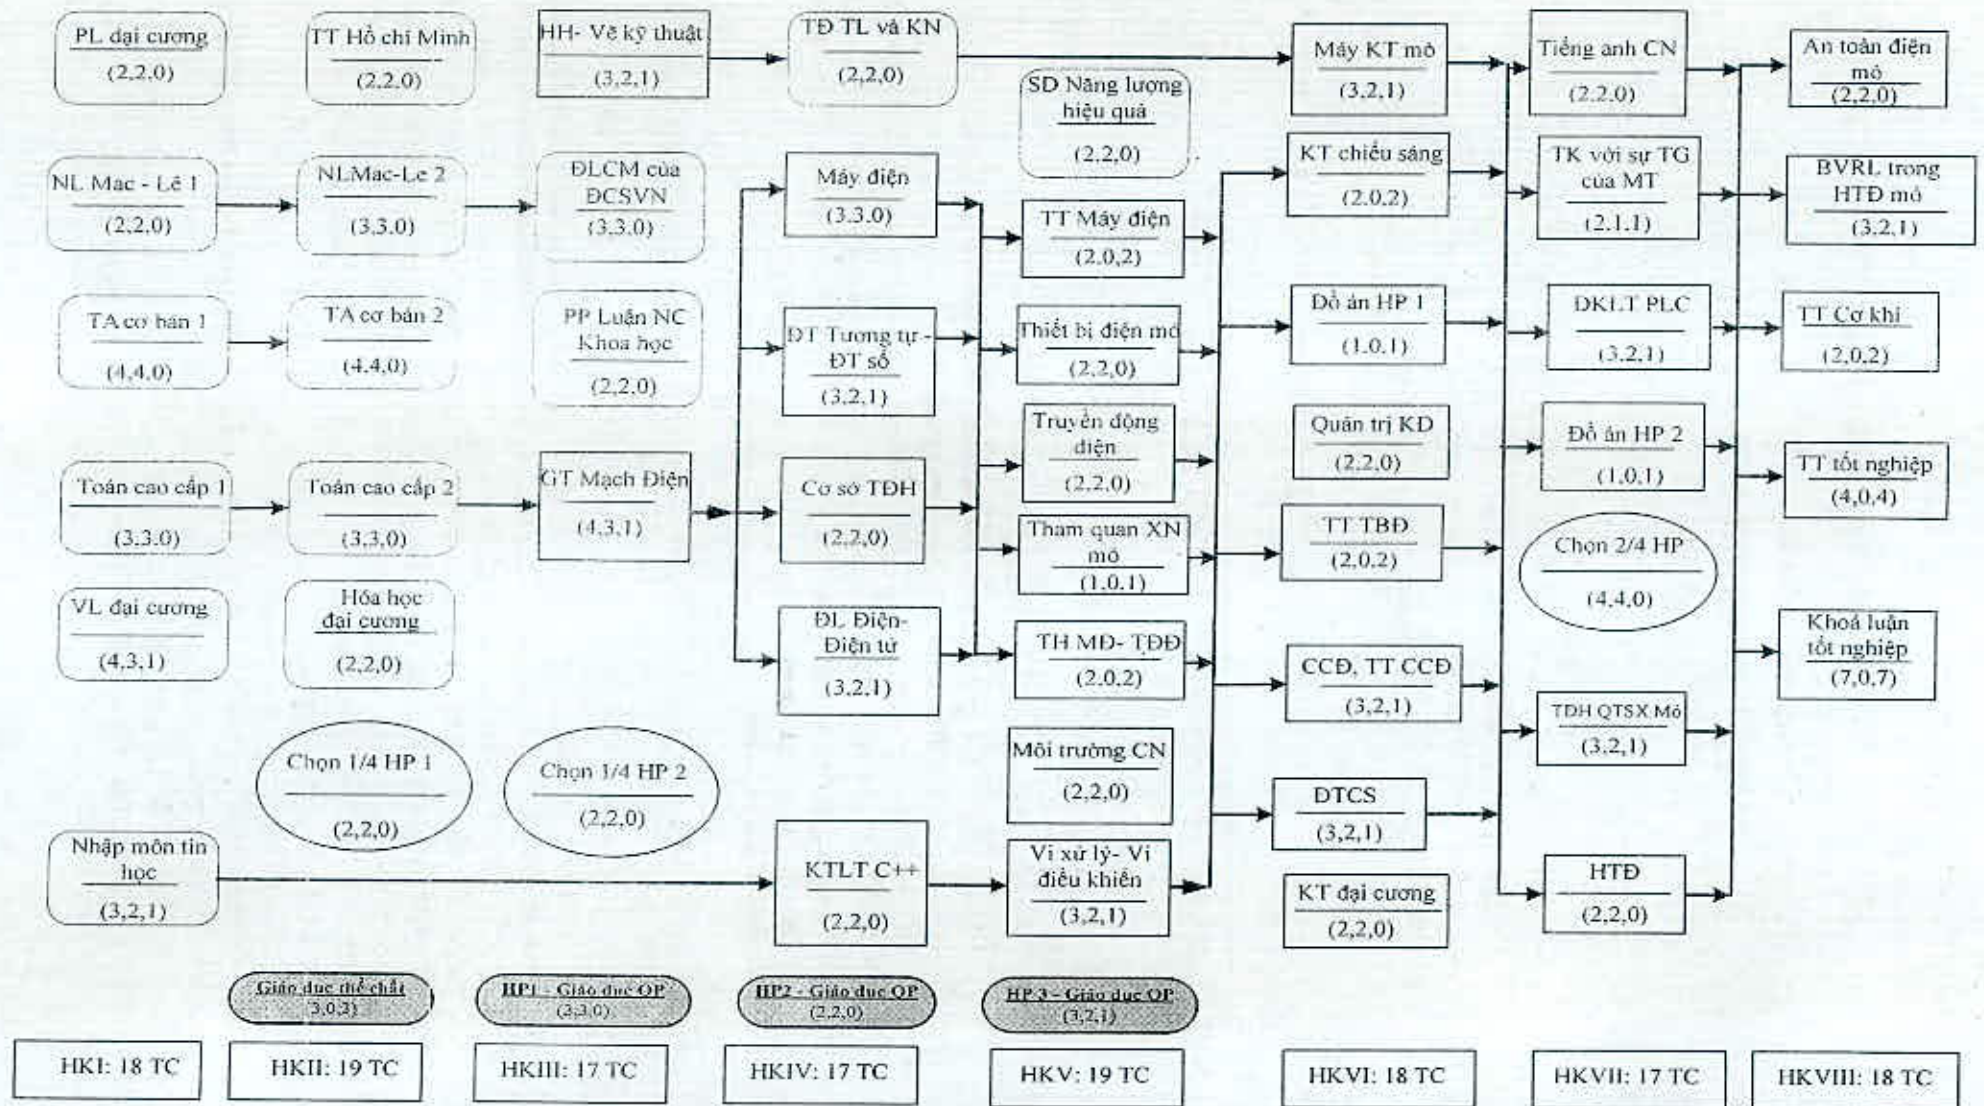 PL đại cương
(2,2,0)
TT Hồ chí Minh
(2,2,0)
HH- Vẽ kỹ thuật
(3,2,1)
TĐ TL và KN
(2,2,0)
SD Năng lượng
hiệu quả
(2,2,0)
Máy KT mỏ
(3,2,1)
Tiếng anh CN
(2,2,0)
An toàn điện
mỏ
(2,2,0)
NL Mac - Lê 1
(2,2,0)
NLMac-Le 2
(3,3,0)
ĐLCM của
ĐCSVN
(3,3,0)
Máy điện
(3,3,0)
TT Máy điện
(2,0,2)
KT chiếu sáng
(2,0,2)
TK với sự TG
của MT
(2,1,1)
BVRL trong
HTĐ mỏ
(3,2,1)
TA cơ bản 1
(4,4,0)
TA cơ bản 2
(4,4,0)
PP Luận NC
Khoa học
(2,2,0)
ĐT Tương tự -
ĐT số
(3,2,1)
Thiết bị điện mỏ
(2,2,0)
Đồ án HP 1
(1,0,1)
ĐKLT PLC
(3,2,1)
TT Cơ khí
(2,0,2)
Toán cao cấp 1
(3,3,0)
Toán cao cấp 2
(3,3,0)
GT Mạch Điện
(4,3,1)
Cơ sở TĐH
(2,2,0)
Truyền động
điện
(2,2,0)
Tham quan XN
mỏ
(1,0,1)
Quản trị KD
(2,2,0)
TT TBĐ
(2,0,2)
Đồ án HP 2
(1,0,1)
Chọn 2/4 HP
(4,4,0)
TT tốt nghiệp
(4,0,4)
VL đại cương
(4,3,1)
Hóa học
đại cương
(2,2,0)
ĐL Điện-
Điện tử
(3,2,1)
TH MĐ- TĐĐ
(2,0,2)
CCĐ, TT CCĐ
(3,2,1)
TĐH QTSX Mỏ
(3,2,1)
Khoá luận
tốt nghiệp
(7,0,7)
Chọn 1/4 HP 1
(2,2,0)
Chọn 1/4 HP 2
(2,2,0)
Môi trường CN
(2,2,0)
ĐTCS
(3,2,1)
Nhập môn tin
học
(3,2,1)
KTLT C++
(2,2,0)
Vi xử lý- Vi
điều khiển
(3,2,1)
KT đại cương
(2,2,0)
HTĐ
(2,2,0)
Giáo dục thể chất
(3,0,3)
HP1 - Giáo dục QP
(3,3,0)
HP2 - Giáo dục QP
(2,2,0)
HP 3 - Giáo dục QP
(3,2,1)
HKI: 18 TC
HKII: 19 TC
HKIII: 17 TC
HKIV: 17 TC
HKV: 19 TC
HKVI: 18 TC
HKVII: 17 TC
HKVIII: 18 TC